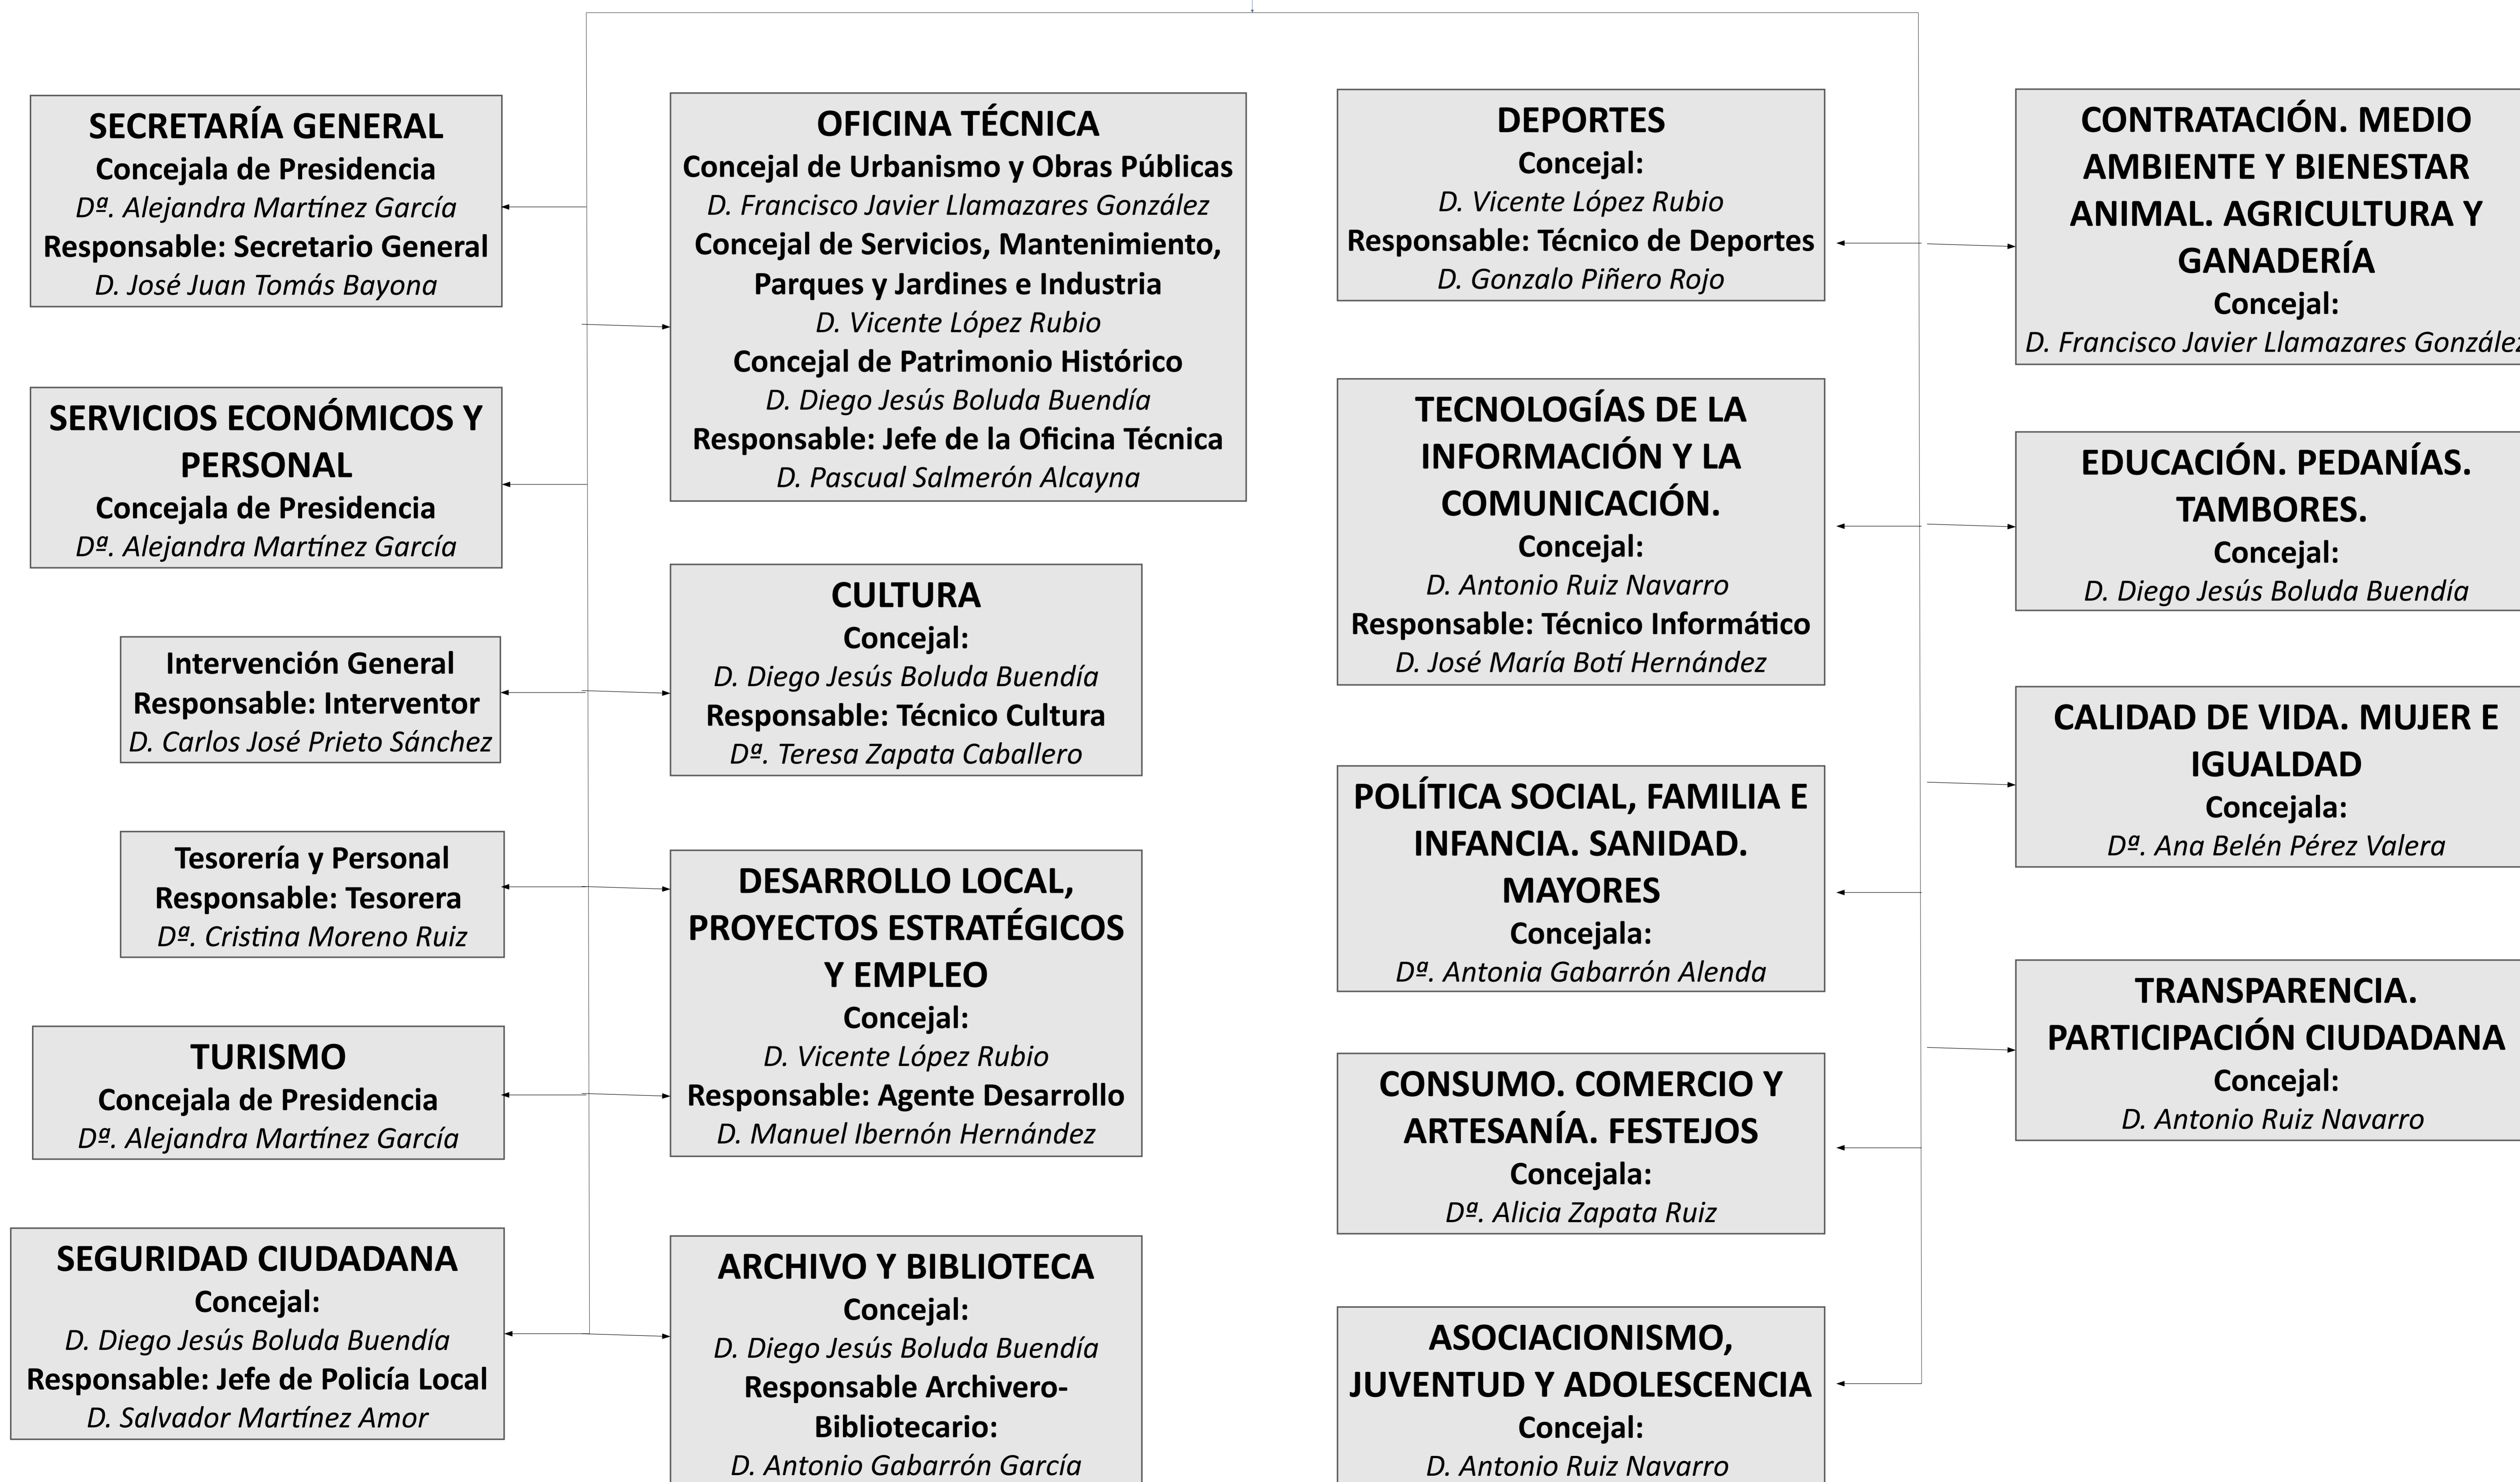 SECRETARÍA GENERAL
Concejala de Presidencia
Dª. Alejandra Martínez García
Responsable: Secretario General
D. José Juan Tomás Bayona
SERVICIOS ECONÓMICOS Y
PERSONAL
Concejala de Presidencia
Dª. Alejandra Martínez García
Intervención General
Responsable: Interventor
D. Carlos José Prieto Sánchez
Tesorería y Personal
Responsable: Tesorera
Dª. Cristina Moreno Ruiz
TURISMO
Concejala de Presidencia
Dª. Alejandra Martínez García
SEGURIDAD CIUDADANA
Concejal:
D. Diego Jesús Boluda Buendía
Responsable: Jefe de Policía Local
D. Salvador Martínez Amor
OFICINA TÉCNICA
Concejal de Urbanismo y Obras Públicas
D. Francisco Javier Llamazares González
Concejal de Servicios, Mantenimiento,
Parques y Jardines e Industria
D. Vicente López Rubio
Concejal de Patrimonio Histórico
D. Diego Jesús Boluda Buendía
Responsable: Jefe de la Oficina Técnica
D. Pascual Salmerón Alcayna
CULTURA
Concejal:
D. Diego Jesús Boluda Buendía
Responsable: Técnico Cultura
Dª. Teresa Zapata Caballero
DESARROLLO LOCAL,
PROYECTOS ESTRATÉGICOS
Y EMPLEO
Concejal:
D. Vicente López Rubio
Responsable: Agente Desarrollo
D. Manuel Ibernón Hernández
ARCHIVO Y BIBLIOTECA
Concejal:
D. Diego Jesús Boluda Buendía
Responsable Archivero-
Bibliotecario:
D. Antonio Gabarrón García
DEPORTES
Concejal:
D. Vicente López Rubio
Responsable: Técnico de Deportes
D. Gonzalo Piñero Rojo
TECNOLOGÍAS DE LA
INFORMACIÓN Y LA
COMUNICACIÓN.
Concejal:
D. Antonio Ruiz Navarro
Responsable: Técnico Informático
D. José María Botí Hernández
POLÍTICA SOCIAL, FAMILIA E
INFANCIA. SANIDAD.
MAYORES
Concejala:
Dª. Antonia Gabarrón Alenda
CONSUMO. COMERCIO Y
ARTESANÍA. FESTEJOS
Concejala:
Dª. Alicia Zapata Ruiz
ASOCIACIONISMO,
JUVENTUD Y ADOLESCENCIA
Concejal:
D. Antonio Ruiz Navarro
CONTRATACIÓN. MEDIO
AMBIENTE Y BIENESTAR
ANIMAL. AGRICULTURA Y
GANADERÍA
Concejal:
D. Francisco Javier Llamazares González
EDUCACIÓN. PEDANÍAS.
TAMBORES.
Concejal:
D. Diego Jesús Boluda Buendía
CALIDAD DE VIDA. MUJER E
IGUALDAD
Concejala:
Dª. Ana Belén Pérez Valera
TRANSPARENCIA.
PARTICIPACIÓN CIUDADANA
Concejal:
D. Antonio Ruiz Navarro